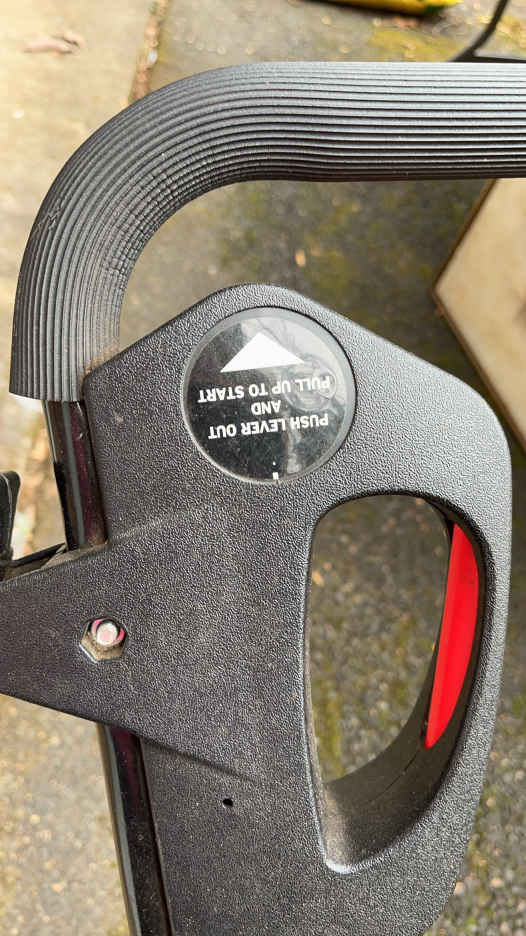 PUSH LEVER OUT
AND
PULL UP TO START